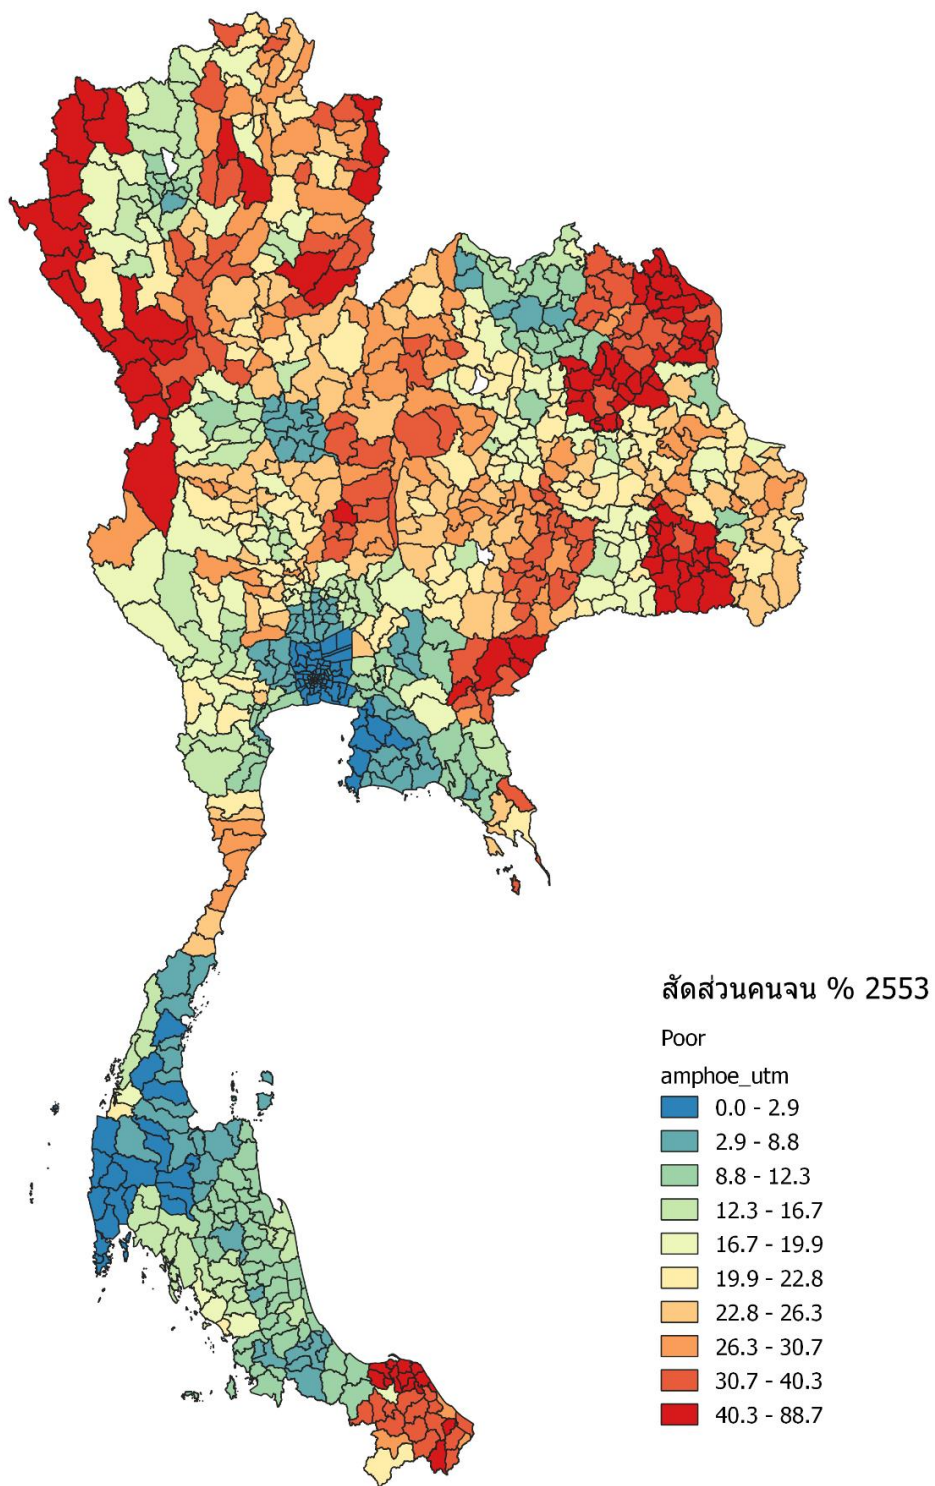 สัดส่วนคนจน % 2553
Poor
amphoe_utm
0.0 - 2.9
2.9 - 8.8
8.8 - 12.3
12.3 - 16.7
16.7 - 19.9
19.9 - 22.8
22.8 - 26.3
26.3 - 30.7
30.7 - 40.3
40.3 - 88.7